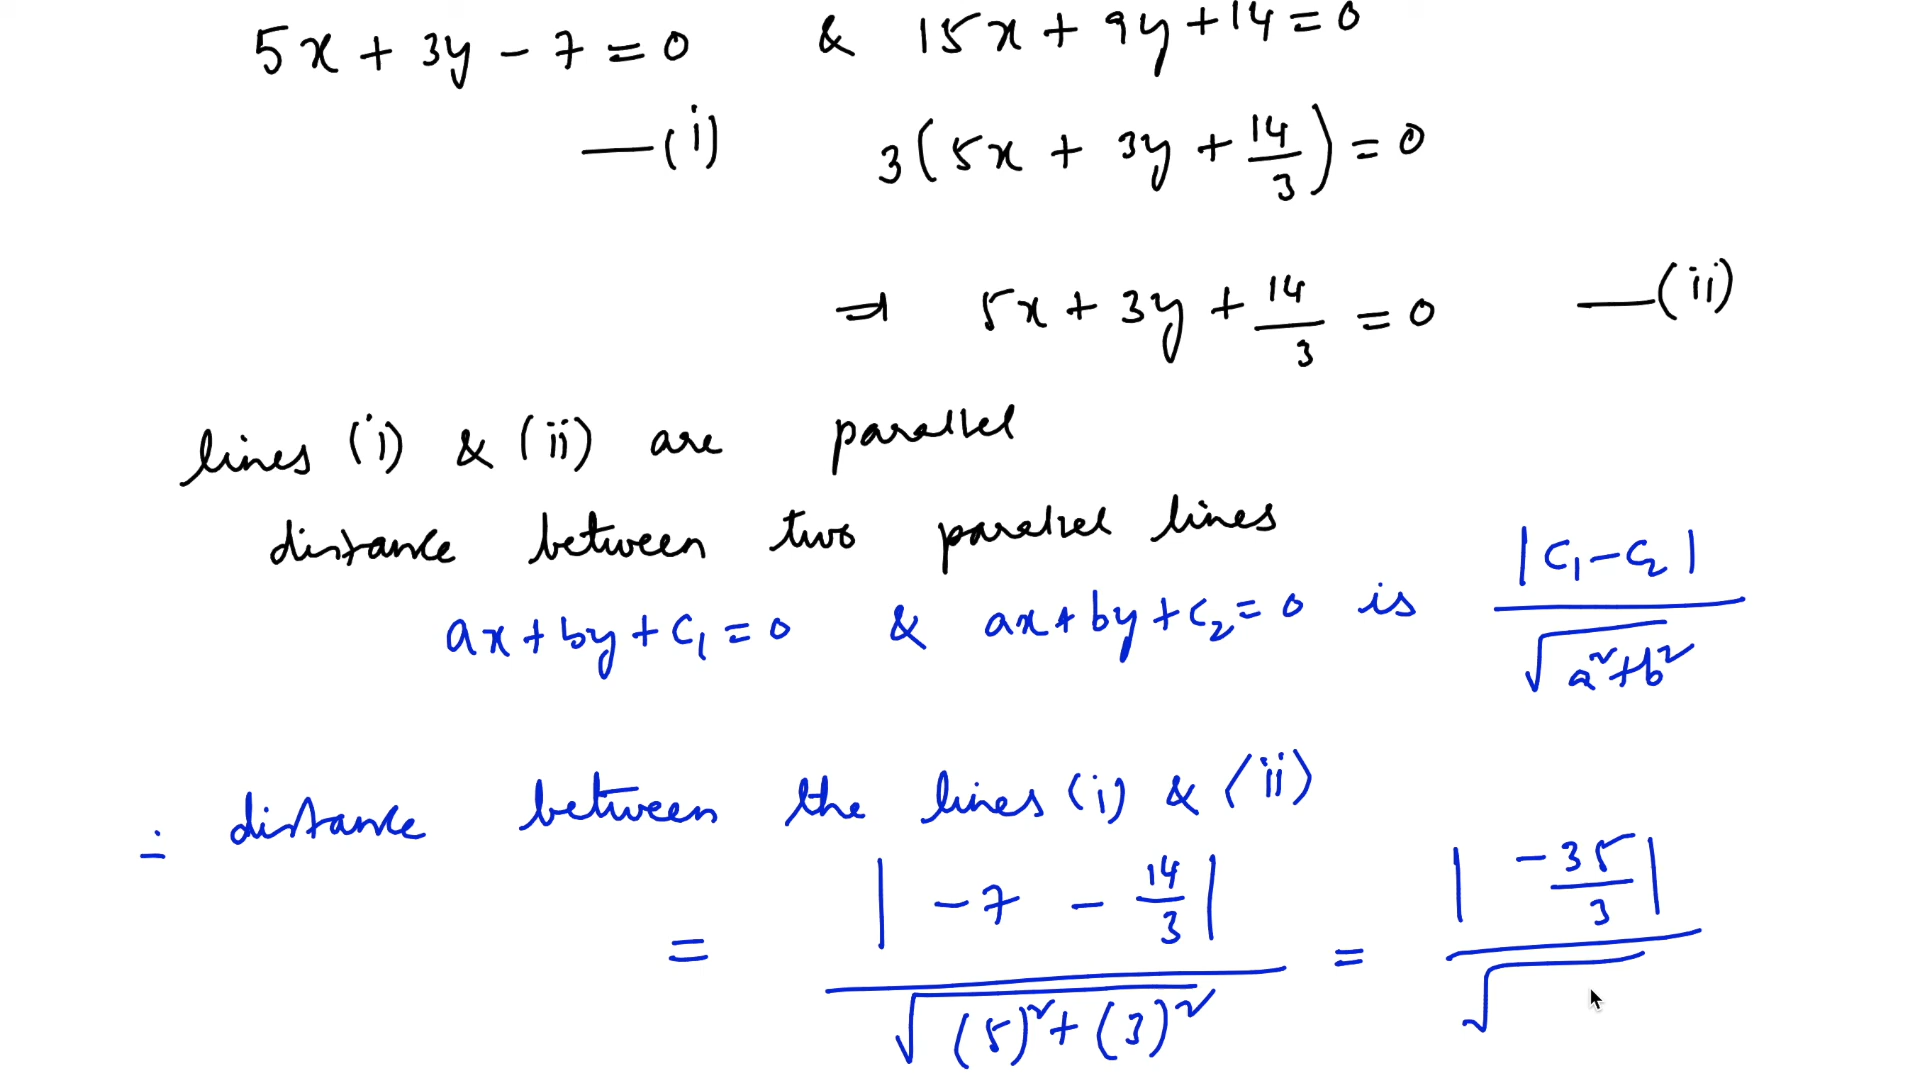 5x + 3y - 7 = 0 & 15x + 9y + 14 = 0
—(i) 3(5x + 3y + 14/3) = 0
⇒ 5x + 3y + 14/3 = 0 —(ii)
lines (i) & (ii) are parallel
distance between two parallel lines
ax + by + c₁ = 0 & ax + by + c₂ = 0 is |c₁ - c₂| / √(a² + b²)
∴ distance between the lines (i) & (ii)
= |-7 - 14/3| / √((5)² + (3)²) = |-35/3| / √